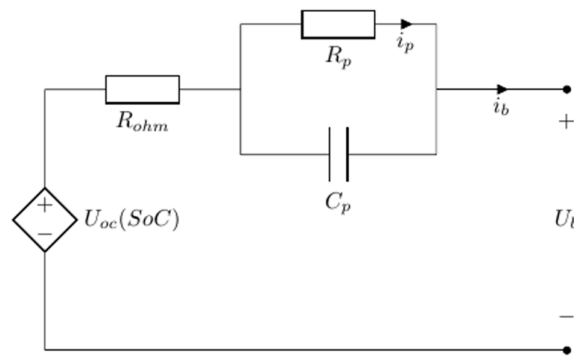 R_p
i_p
R_ohm
i_b
+
C_p
+
−
U_oc(SoC)
U
−